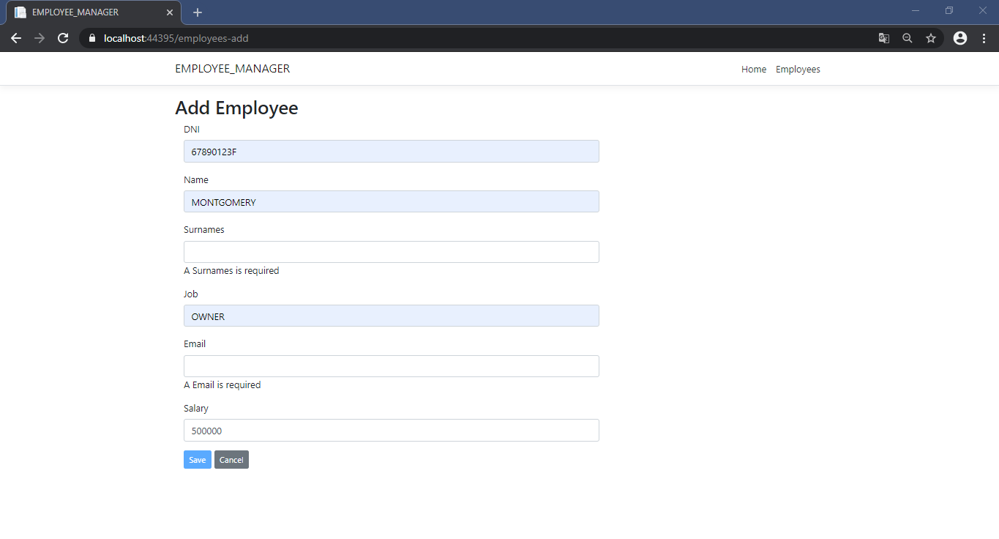 EMPLOYEE_MANAGER
localhost:44395/employees-add
EMPLOYEE_MANAGER
Home
Employees
Add Employee
DNI
67890123F
Name
MONTGOMERY
Surnames
A Surnames is required
Job
OWNER
Email
A Email is required
Salary
500000
Save
Cancel